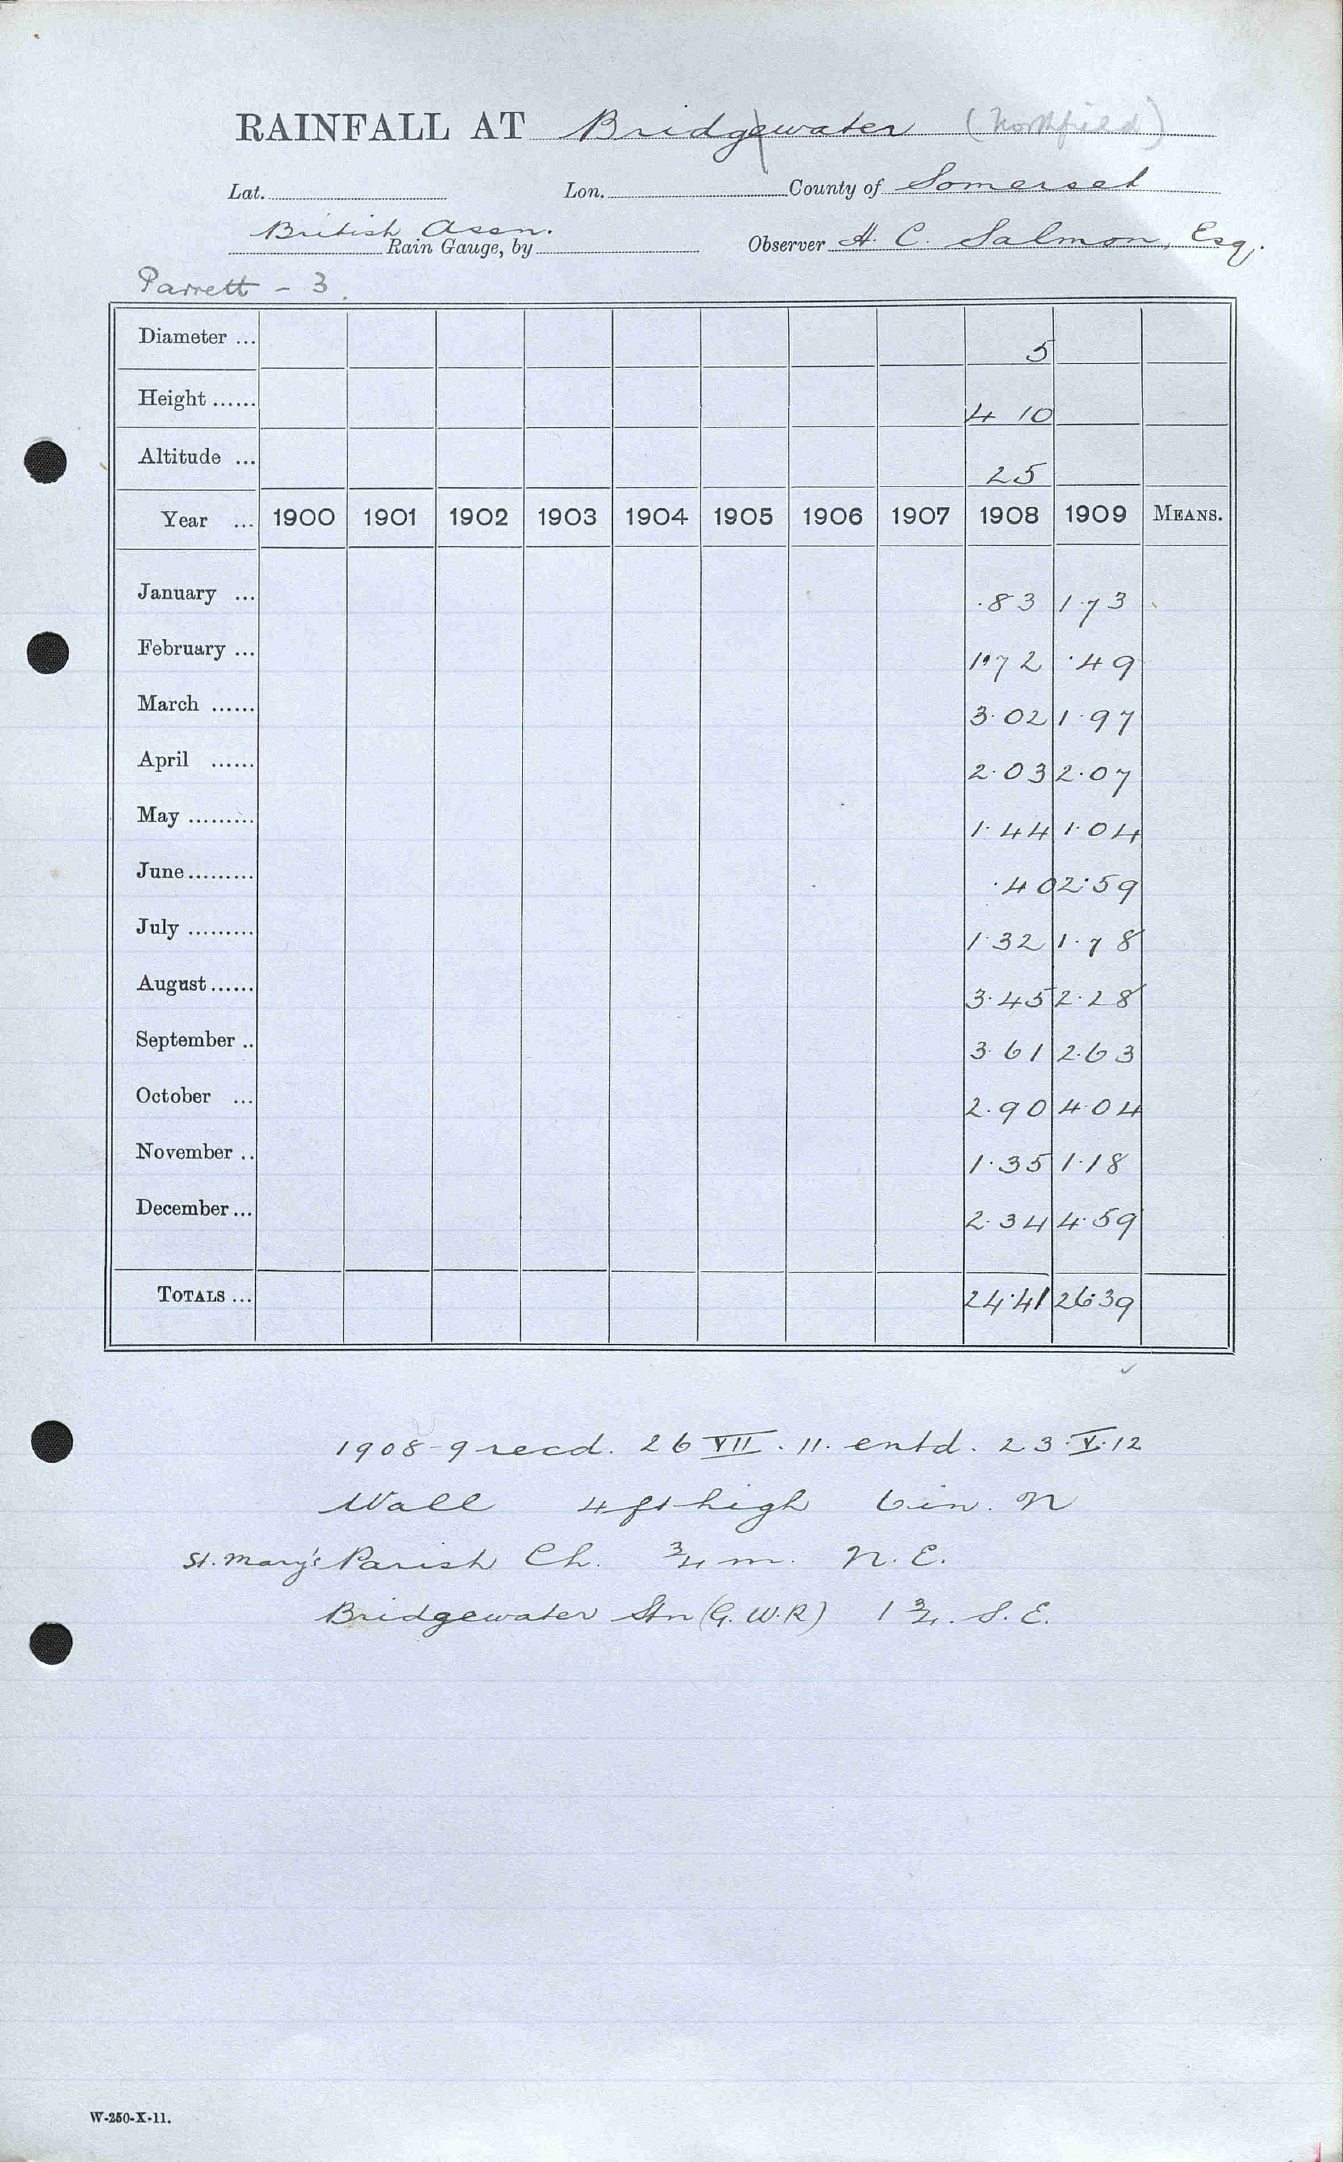 RAINFALL AT Bridgewater (Northfield)
Lat. Lon. County of Somerset
British Assn. Rain Gauge, by Observer H. C. Salmon, Esq.
Parrett - 3.
Diameter ... 5
Height ...... 4 10
Altitude ... 25
Year ... 1900 1901 1902 1903 1904 1905 1906 1907 1908 1909 MEANS.
January ... .83 1.73
February ... 1.72 .49
March ...... 3.02 1.97
April ...... 2.03 2.07
May ......... 1.44 1.04
June......... .40 2.59
July ......... 1.32 1.78
August...... 3.45 2.28
September .. 3.61 2.63
October ... 2.90 4.04
November .. 1.35 1.18
December... 2.34 4.59
TOTALS ... 24.41 26.39
1908-9 recd. 26 VII. 11. entd. 23.V.12
Wall 4 ft high 6 in. N
St. Mary's Parish Ch. ¾ m. N.E.
Bridgewater Stn (G.W.R) 1¾. S.E.
W-250-X-11.